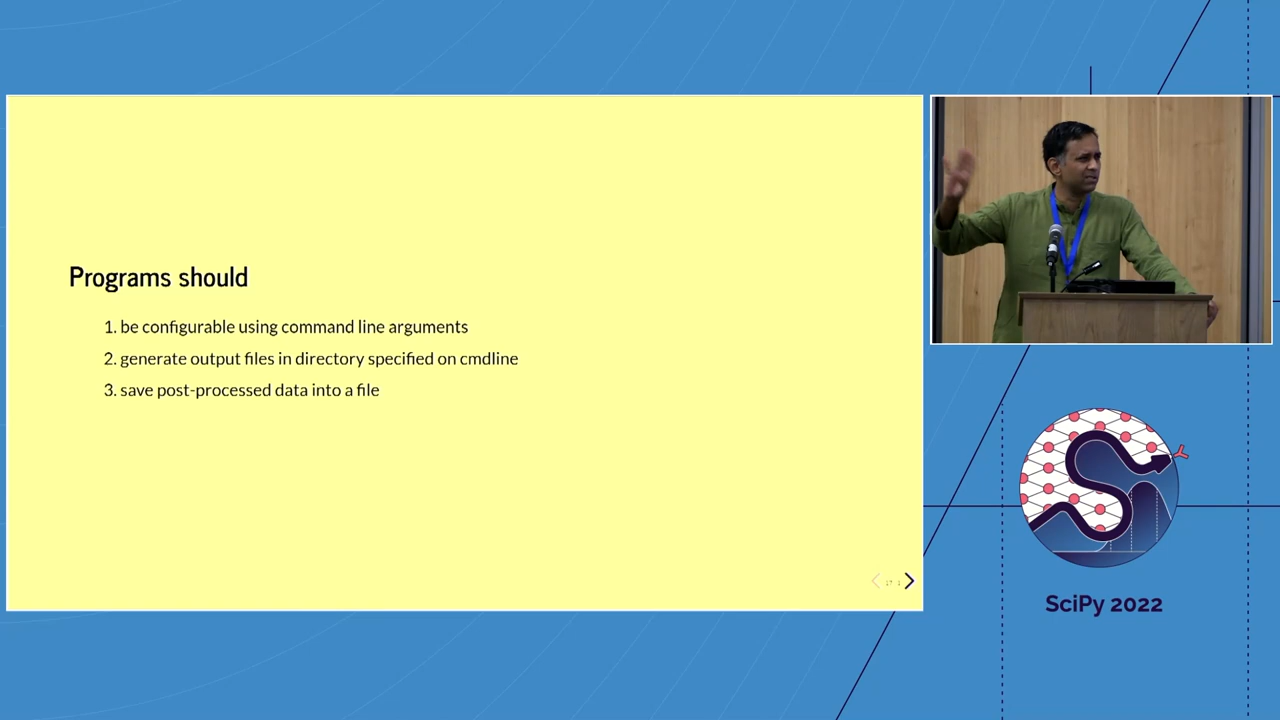 Programs should
1. be configurable using command line arguments
2. generate output files in directory specified on cmdline
3. save post-processed data into a file
SciPy 2022